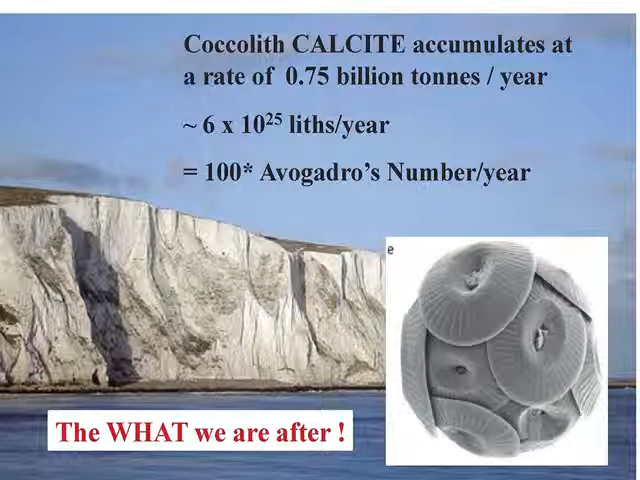 Coccolith CALCITE accumulates at
a rate of 0.75 billion tonnes / year
~ 6 x 10²⁵ liths/year
= 100* Avogadro's Number/year
e
The WHAT we are after !